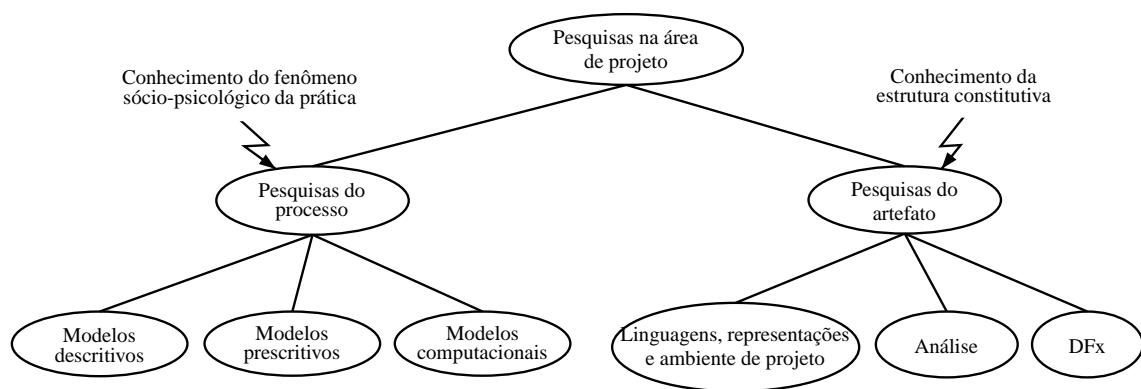 Pesquisas na área
de projeto
Conhecimento do fenômeno
sócio-psicológico da prática
Conhecimento da
estrutura constitutiva
Pesquisas do
processo
Pesquisas do
artefato
Modelos
descritivos
Modelos
prescritivos
Modelos
computacionais
Linguagens, representações
e ambiente de projeto
Análise
DFx